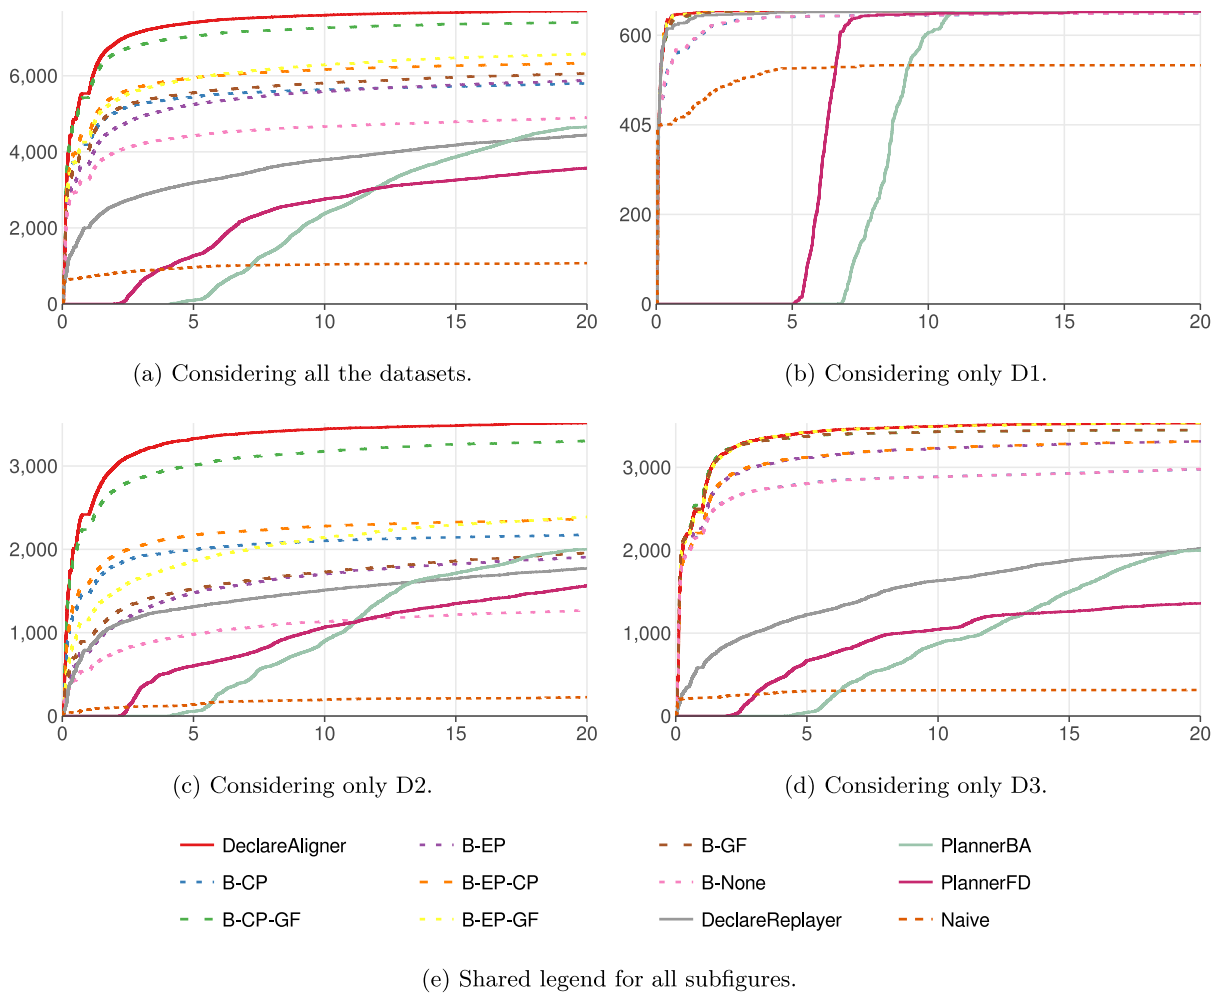 6,000
4,000
2,000
0
0 5 10 15 20
(a) Considering all the datasets.
600
405
200
0
0 5 10 15 20
(b) Considering only D1.
3,000
2,000
1,000
0
0 5 10 15 20
(c) Considering only D2.
3,000
2,000
1,000
0
0 5 10 15 20
(d) Considering only D3.
DeclareAligner B-EP B-GF PlannerBA
B-CP B-EP-CP B-None PlannerFD
B-CP-GF B-EP-GF DeclareReplayer Naive
(e) Shared legend for all subfigures.